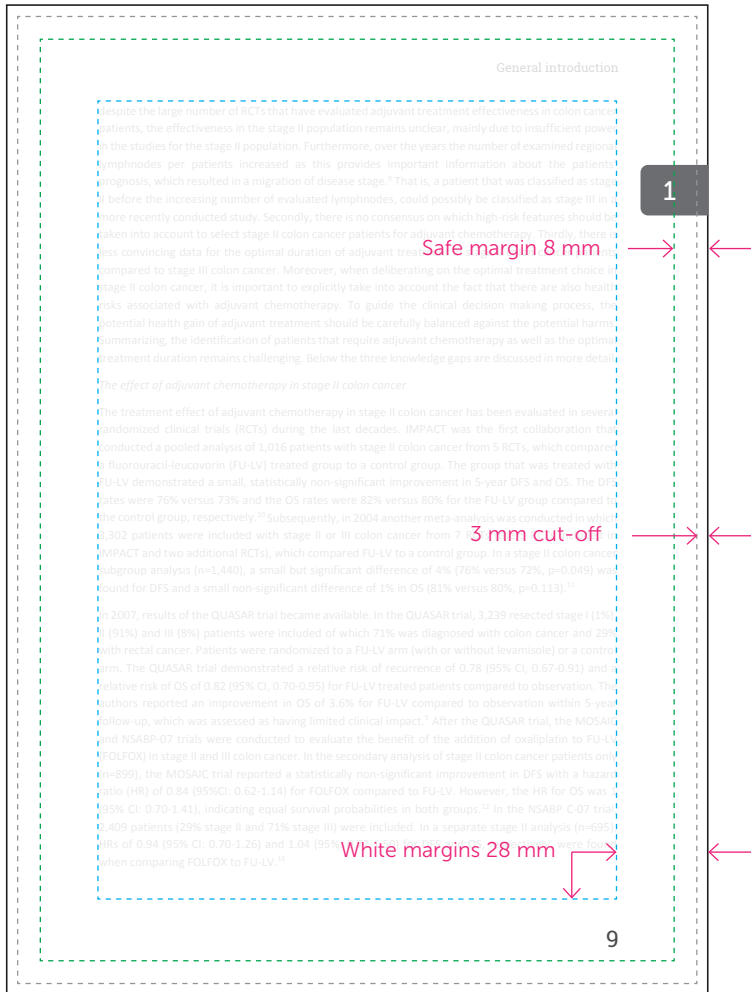 General introduction
despite the large number of RCTs that have evaluated adjuvant treatment effectiveness in colon cancer
patients, the effectiveness in the stage II population remains unclear, mainly due to insufficient power
in the studies for the stage II population. Furthermore, over the years the number of examined regional
lymphnodes per patients increased as this provides important information about the patients'
prognosis, which resulted in a migration of disease stage.⁹ That is, a patient that was classified as stage
II before the increasing number of evaluated lymphnodes, could possibly be classified as stage III in
1
more recently conducted study. Secondly, there is no consensus on which high-risk features should be
taken into account to select stage II colon cancer patients for adjuvant chemotherapy. Thirdly, there is
less convincing data for the optimal duration of adjuvant
Safe margin 8 mm
compared to stage III colon cancer. Moreover, when deliberating on the optimal treatment choice in
stage II colon cancer, it is important to explicitly take into account the fact that there are also health
risks associated with adjuvant chemotherapy. To guide the clinical decision making process, the
potential health gain of adjuvant treatment should be carefully balanced against the potential harms.
Summarizing, the identification of patients that require adjuvant chemotherapy as well as the optimal
treatment duration remains challenging. Below the three knowledge gaps are discussed in more detail.
The effect of adjuvant chemotherapy in stage II colon cancer
The treatment effect of adjuvant chemotherapy in stage II colon cancer has been evaluated in several
randomized clinical trials (RCTs) during the last decades. IMPACT was the first collaboration that
conducted a pooled analysis of 1,016 patients with stage II colon cancer from 5 RCTs, which compared
a fluorouracil-leucovorin (FU-LV) treated group to a control group. The group that was treated with
FU-LV demonstrated a small, statistically non-significant improvement in 5-year DFS and OS. The DFS
rates were 76% versus 73% and the OS rates were 82% versus 80% for the FU-LV group compared to
the control group, respectively.¹⁰ Subsequently, in 2004 another meta-analysis was conducted in which
3,302 patients were included with stage II or III colon cancer from 7
3 mm cut-off
IMPACT and two additional RCTs), which compared FU-LV to a control group. In a stage II colon cancer
subgroup analysis (n=1,440), a small but significant difference of 4% (76% versus 72%, p=0.049) was
found for DFS and a small non-significant difference of 1% in OS (81% versus 80%, p=0.113).¹¹
In 2007, results of the QUASAR trial became available. In the QUASAR trial, 3,239 resected stage I (1%),
II (91%) and III (8%) patients were included of which 71% was diagnosed with colon cancer and 29%
with rectal cancer. Patients were randomized to a FU-LV arm (with or without levamisole) or a control
arm. The QUASAR trial demonstrated a relative risk of recurrence of 0.78 (95% CI, 0.67-0.91) and a
relative risk of OS of 0.82 (95% CI, 0.70-0.95) for FU-LV treated patients compared to observation. The
authors reported an improvement in OS of 3.6% for FU-LV compared to observation within 5-year
follow-up, which was assessed as having limited clinical impact.⁵ After the QUASAR trial, the MOSAIC
and NSABP-07 trials were conducted to evaluate the benefit of the addition of oxaliplatin to FU-LV
(FOLFOX) in stage II and III colon cancer. In the secondary analysis of stage II colon cancer patients only
(n=899), the MOSAIC trial reported a statistically non-significant improvement in DFS with a hazard
ratio (HR) of 0.84 (95%CI: 0.62-1.14) for FOLFOX compared to FU-LV. However, the HR for OS was 1
(95% CI: 0.70-1.41), indicating equal survival probabilities in both groups.¹² In the NSABP C-07 trial,
2,409 patients (29% stage II and 71% stage III) were included. In a separate stage II analysis (n=695),
HRs of 0.94 (95% CI: 0.70-1.26) and 1.04 (95% were found
White margins 28 mm
when comparing FOLFOX to FU-LV.¹³
9